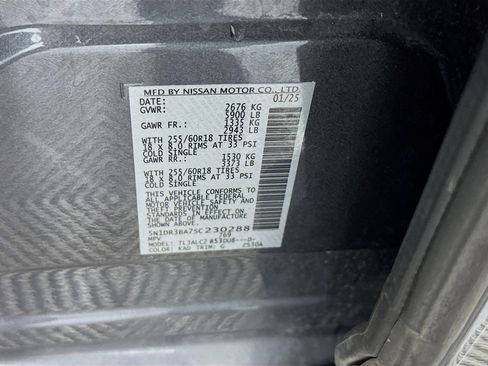 MFD BY NISSAN MOTOR CO., LTD
DATE: 01/25
GVWR: 2676 KG
5900 LB
GAWR FR.: 1335 KG
2943 LB
WITH 255/60R18 TIRES
18 X 8.0 RIMS AT 33 PSI
COLD SINGLE
GAWR RR.: 1530 KG
3373 LB
WITH 255/60R18 TIRES
18 X 8.0 RIMS AT 33 PSI
COLD SINGLE
THIS VEHICLE CONFORMS TO
ALL APPLICABLE FEDERAL
MOTOR VEHICLE SAFETY
STANDARDS IN EFFECT ON
THE DATE OF MANUFACTURE
SHOWN ABOVE.
5N1DR3BA7SC230288
MPV 769
MODEL:
COLOR: KAD TRIM: G